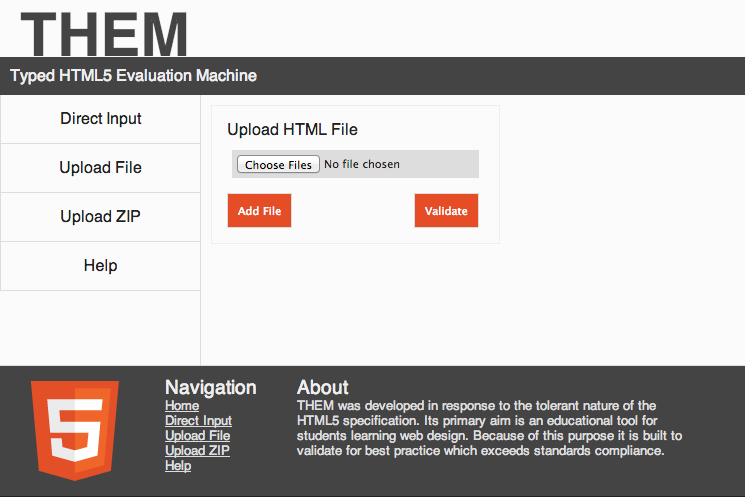 THEM
Typed HTML5 Evaluation Machine
Direct Input
Upload File
Upload ZIP
Help
Upload HTML File
Choose Files No file chosen
Add File
Validate
5
Navigation
Home
Direct Input
Upload File
Upload ZIP
Help
About
THEM was developed in response to the tolerant nature of the
HTML5 specification. Its primary aim is an educational tool for
students learning web design. Because of this purpose it is built to
validate for best practice which exceeds standards compliance.